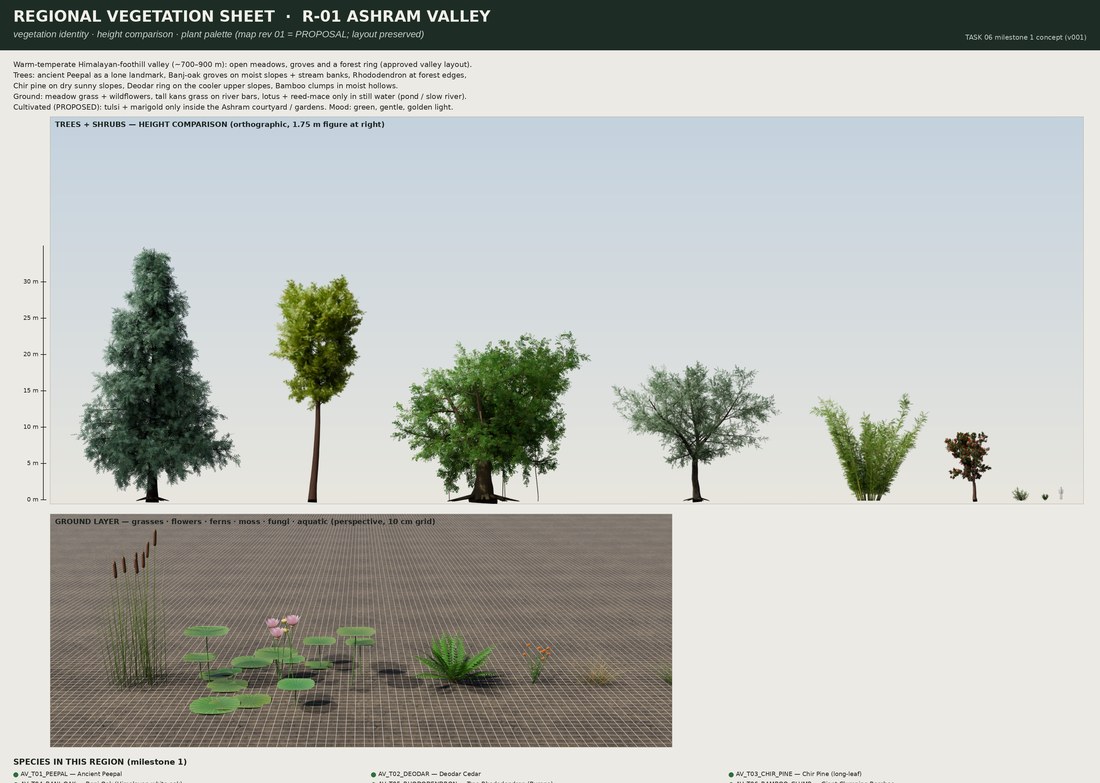 REGIONAL VEGETATION SHEET · R-01 ASHRAM VALLEY
vegetation identity · height comparison · plant palette (map rev 01 = PROPOSAL; layout preserved)
TASK 06 milestone 1 concept (v001)
Warm-temperate Himalayan-foothill valley (~700–900 m): open meadows, groves and a forest ring (approved valley layout).
Trees: ancient Peepal as a lone landmark, Banj-oak groves on moist slopes + stream banks, Rhododendron at forest edges,
Chir pine on dry sunny slopes, Deodar ring on the cooler upper slopes, Bamboo clumps in moist hollows.
Ground: meadow grass + wildflowers, tall kans grass on river bars, lotus + reed-mace only in still water (pond / slow river).
Cultivated (PROPOSED): tulsi + marigold only inside the Ashram courtyard / gardens. Mood: green, gentle, golden light.
TREES + SHRUBS — HEIGHT COMPARISON (orthographic, 1.75 m figure at right)
30 m
25 m
20 m
15 m
10 m
5 m
0 m
GROUND LAYER — grasses · flowers · ferns · moss · fungi · aquatic (perspective, 10 cm grid)
SPECIES IN THIS REGION (milestone 1)
AV_T01_PEEPAL — Ancient Peepal
AV_T02_DEODAR — Deodar Cedar
AV_T03_CHIR_PINE — Chir Pine (long-leaf)